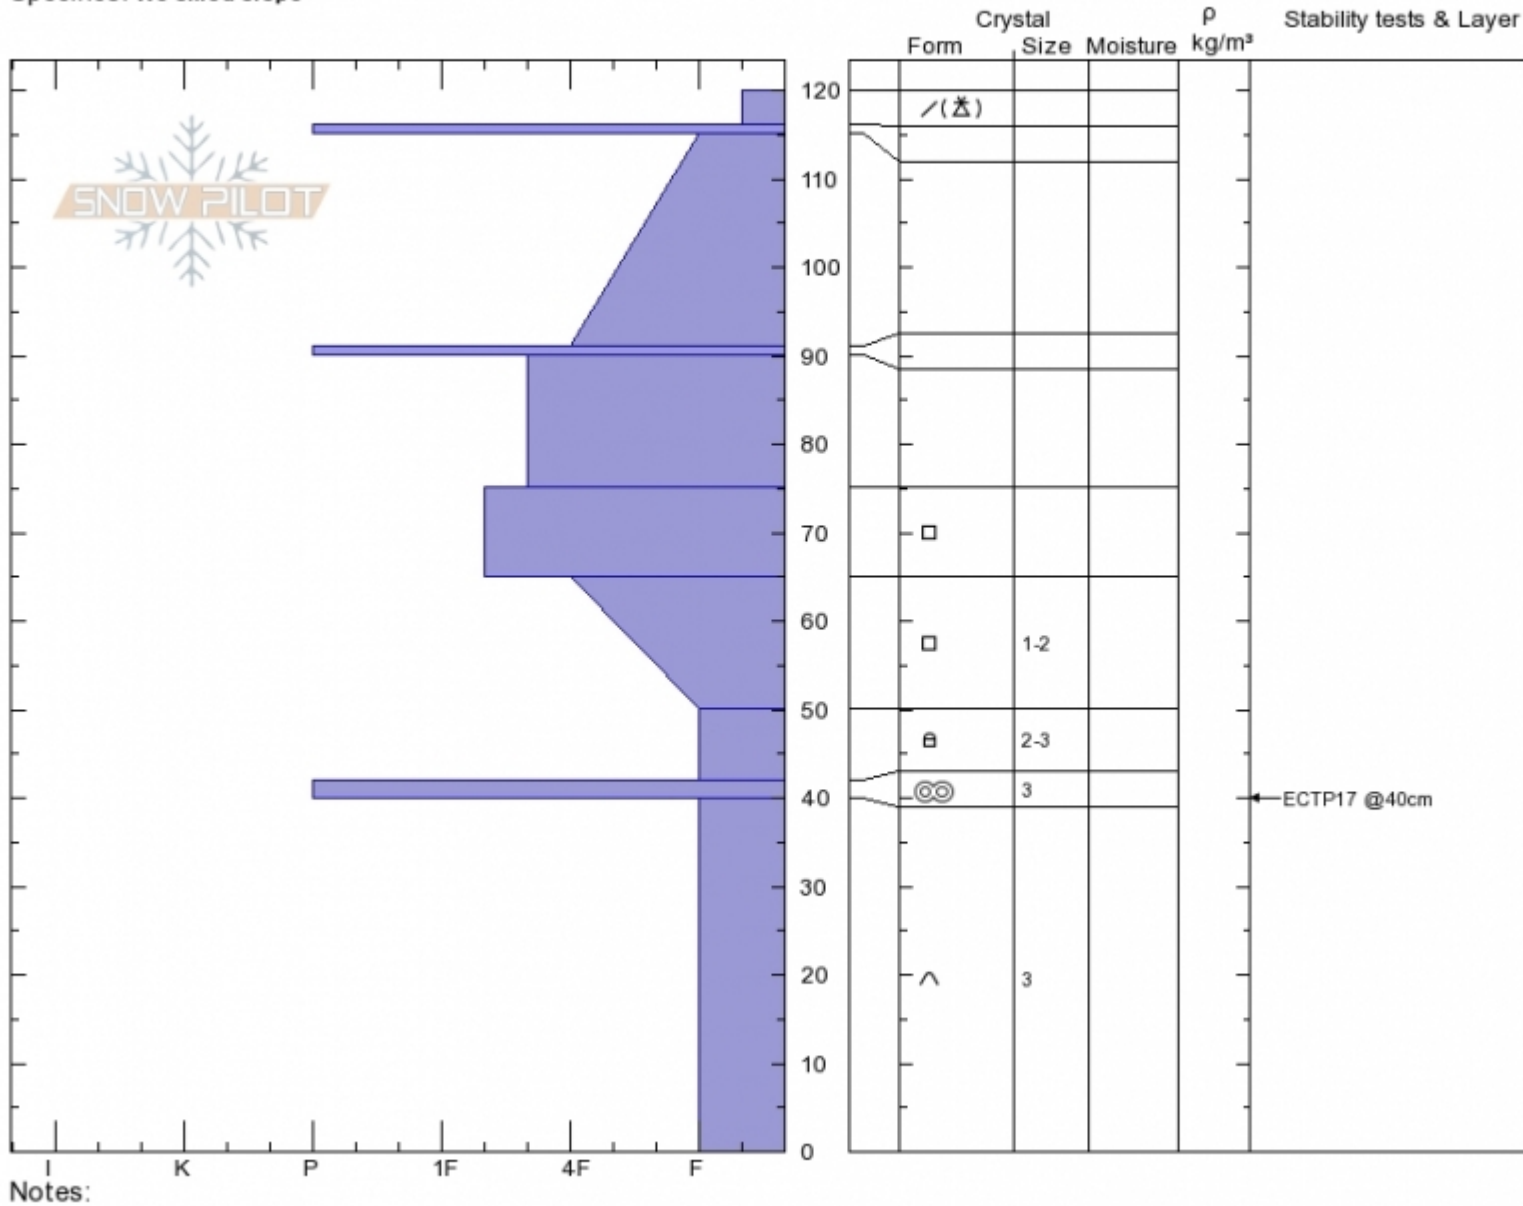 Crystal
ρ
Stability tests & Layer
Form Size Moisture kg/m³
SNOW PILOT
120
110
100
90
80
70
60
1-2
50
2-3
3
40
ECTP17 @40cm
30
20
3
10
0
I K P 1F 4F F
Notes: